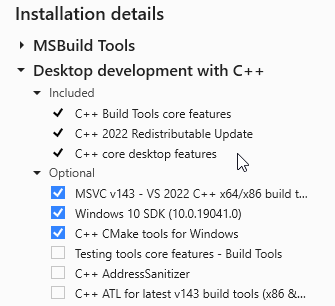 Installation details
MSBuild Tools
Desktop development with C++
Included
C++ Build Tools core features
C++ 2022 Redistributable Update
C++ core desktop features
Optional
MSVC v143 - VS 2022 C++ x64/x86 build t...
Windows 10 SDK (10.0.19041.0)
C++ CMake tools for Windows
Testing tools core features - Build Tools
C++ AddressSanitizer
C++ ATL for latest v143 build tools (x86 &...